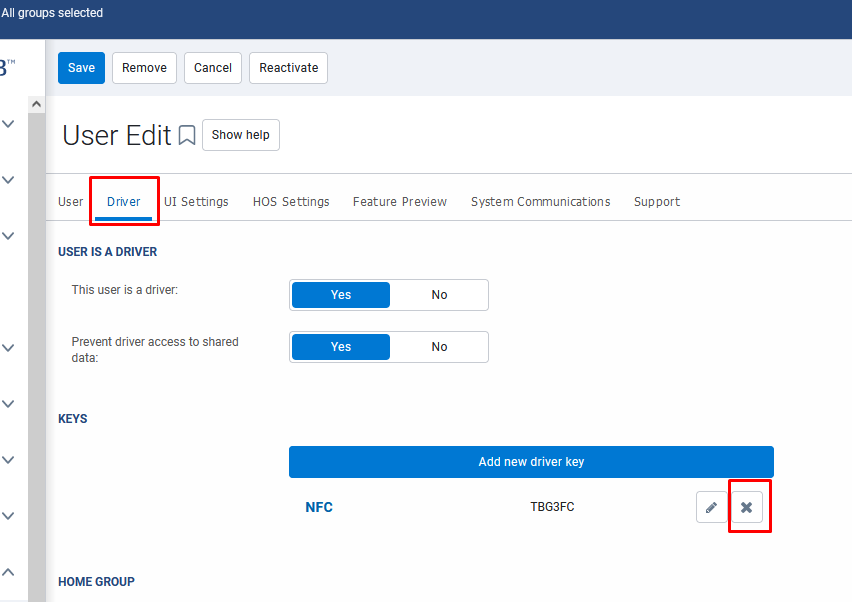 All groups selected
Save
Remove
Cancel
Reactivate
User Edit
Show help
User
Driver
UI Settings
HOS Settings
Feature Preview
System Communications
Support
USER IS A DRIVER
This user is a driver:
Yes
No
Prevent driver access to shared
data:
Yes
No
KEYS
Add new driver key
NFC
TBG3FC
HOME GROUP